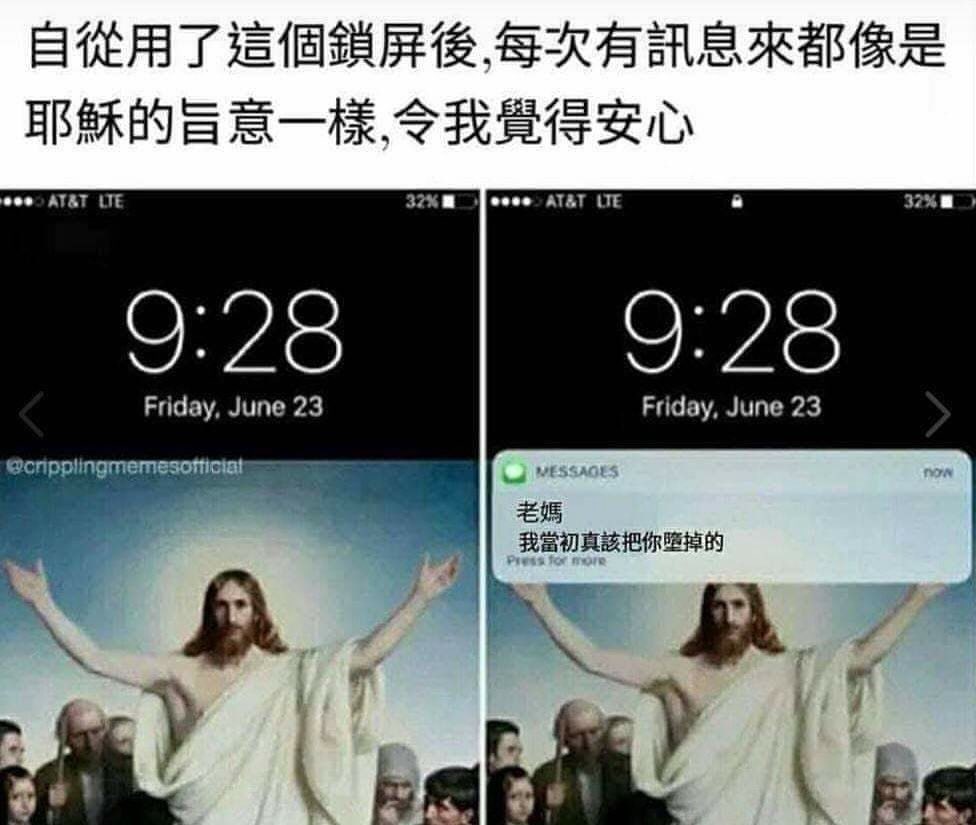 自從用了這個鎖屏後,每次有訊息來都像是
耶穌的旨意一樣,令我覺得安心
AT&T LTE
32%
9:28
Friday, June 23
@cripplingmemesofficial
AT&T LTE
32%
9:28
Friday, June 23
MESSAGES
now
老媽
我當初真該把你墮掉的
Press for more